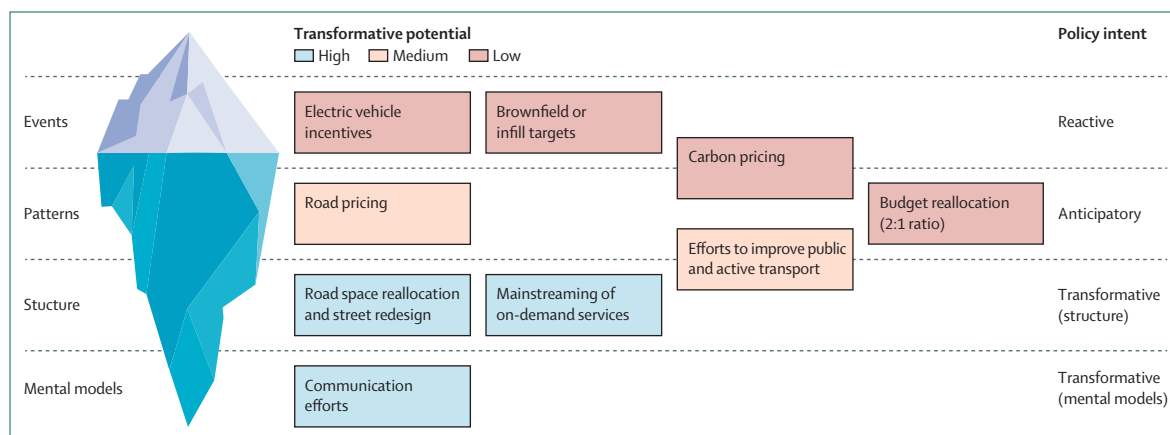 Transformative potential
High Medium Low
Policy intent
Events
Electric vehicle
incentives
Brownfield or
infill targets
Carbon pricing
Reactive
Patterns
Road pricing
Efforts to improve public
and active transport
Budget reallocation
(2:1 ratio)
Anticipatory
Stucture
Road space reallocation
and street redesign
Mainstreaming of
on-demand services
Transformative
(structure)
Mental models
Communication
efforts
Transformative
(mental models)